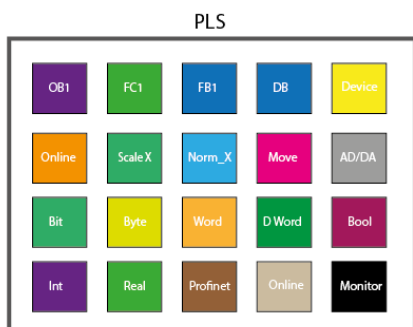 PLS
OB1 FC1 FB1 DB Device
Online Scale X Norm_X Move AD/DA
Bit Byte Word D Word Bool
Int Real Profinet Online Monitor